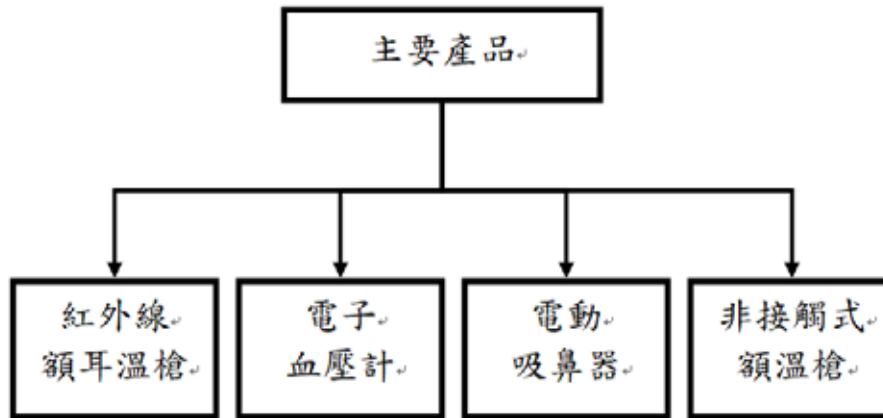 主要產品
紅外線
額耳溫槍
電子
血壓計
電動
吸鼻器
非接觸式
額溫槍